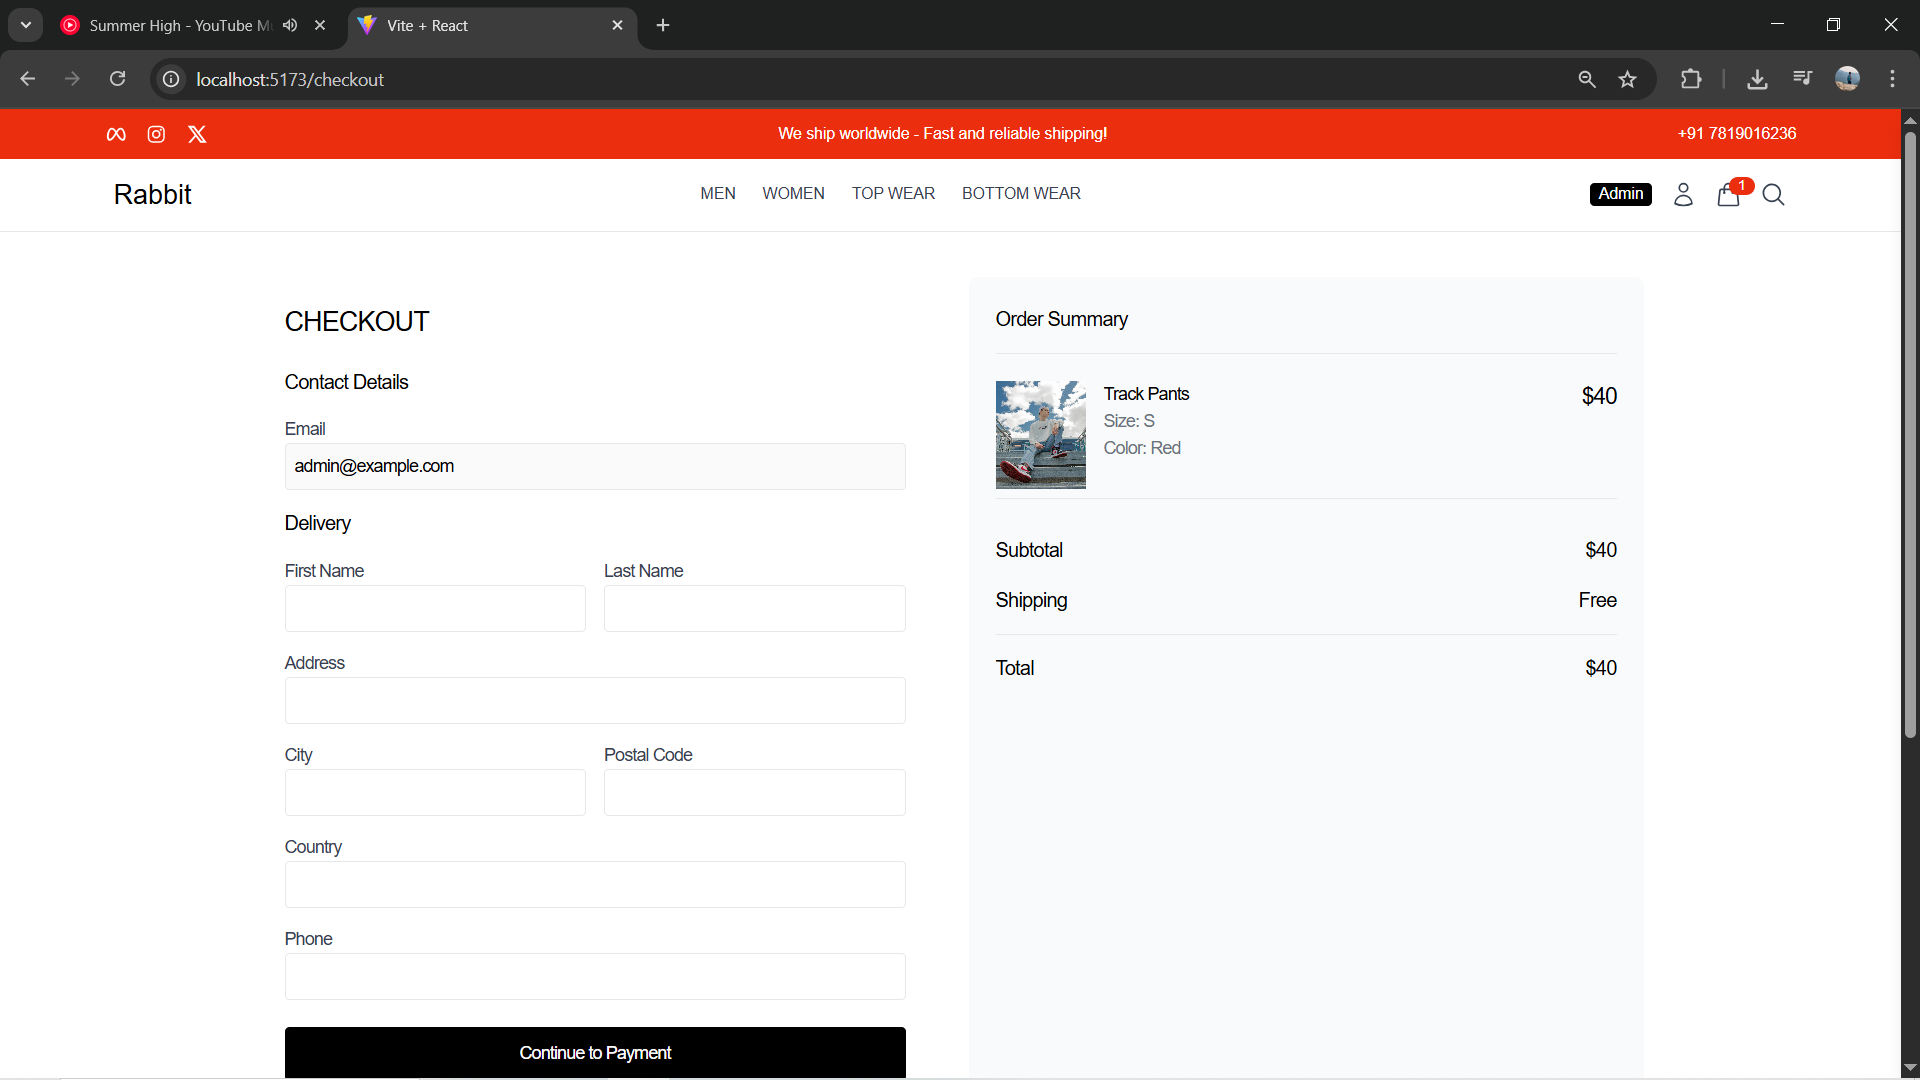 Summer High - YouTube M
Vite + React
localhost:5173/checkout
We ship worldwide - Fast and reliable shipping!
+91 7819016236
Rabbit
MEN
WOMEN
TOP WEAR
BOTTOM WEAR
Admin
1
CHECKOUT
Contact Details
Email
admin@example.com
Delivery
First Name
Last Name
Address
City
Postal Code
Country
Phone
Continue to Payment
Order Summary
Track Pants
$40
Size: S
Color: Red
Subtotal
$40
Shipping
Free
Total
$40